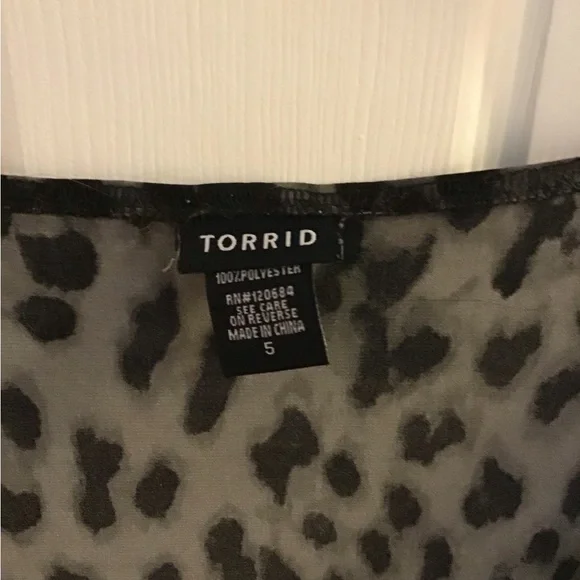 TORRID
100% POLYESTER
RN#120684
SEE CARE
ON REVERSE
MADE IN CHINA
5